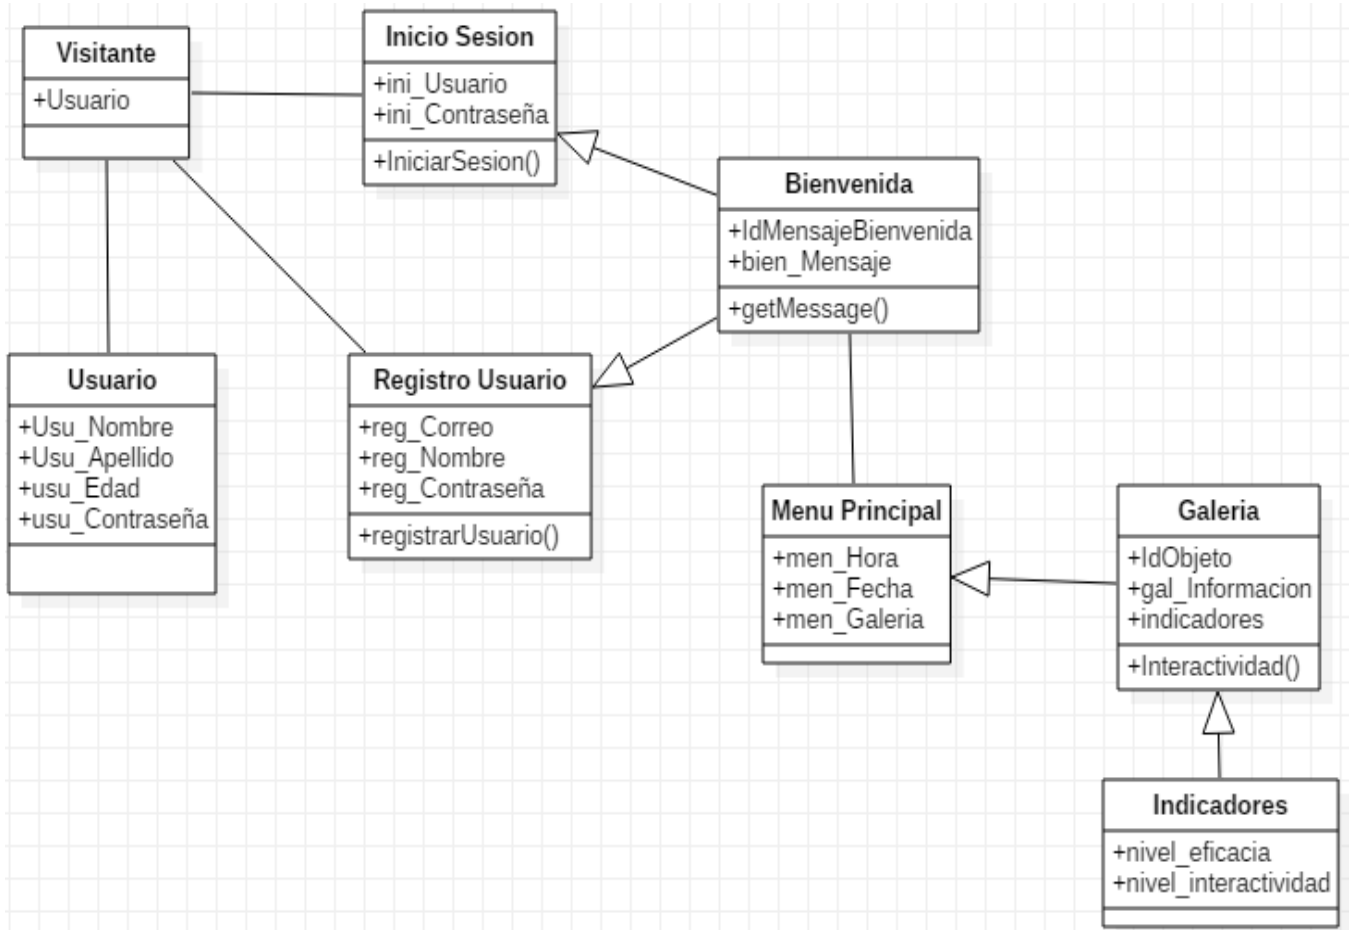 Visitante
+Usuario
Inicio Sesion
+ini_Usuario
+ini_Contraseña
+IniciarSesion()
Bienvenida
+IdMensajeBienvenida
+bien_Mensaje
+getMessage()
Usuario
+Usu_Nombre
+Usu_Apellido
+usu_Edad
+usu_Contraseña
Registro Usuario
+reg_Correo
+reg_Nombre
+reg_Contraseña
+registrarUsuario()
Menu Principal
+men_Hora
+men_Fecha
+men_Galeria
Galeria
+IdObjeto
+gal_Informacion
+indicadores
+Interactividad()
Indicadores
+nivel_eficacia
+nivel_interactividad